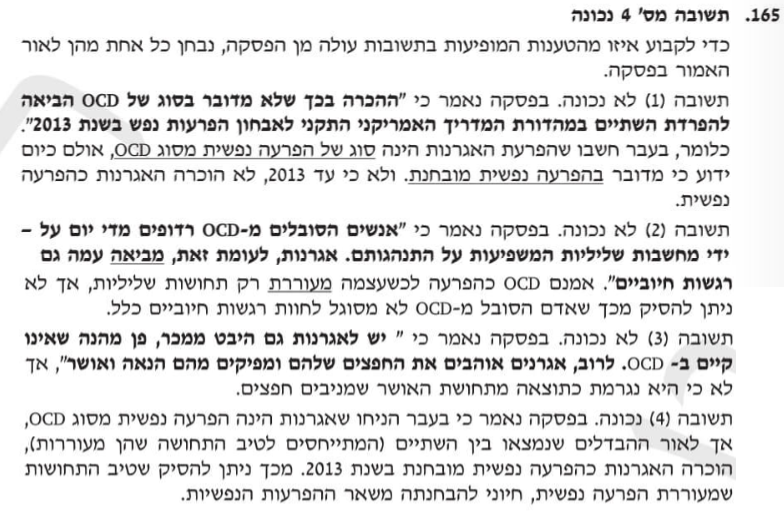 165. תשובה מס' 4 נכונה
כדי לקבוע איזו מהטענות המופיעות בתשובות עולה מן הפסקה, נבחן כל אחת מהן לאור
האמור בפסקה.
תשובה (1) לא נכונה. בפסקה נאמר כי "ההכרה בכך שלא מדובר בסוג של OCD הביאה
להפרדת השתיים במהדורת המדריך האמריקני התקני לאבחון הפרעות נפש בשנת 2013".
כלומר, בעבר חשבו שהפרעת האגרנות הינה סוג של הפרעה נפשית מסוג OCD, אולם כיום
ידוע כי מדובר בהפרעה נפשית מובחנת. ולא כי עד 2013, לא הוכרה האגרנות כהפרעה
נפשית.
תשובה (2) לא נכונה. בפסקה נאמר כי "אנשים הסובלים מ-OCD רדופים מדי יום על –
ידי מחשבות שליליות המשפיעות על התנהגותם. אגרנות, לעומת זאת, מביאה עמה גם
רגשות חיוביים". אמנם OCD כהפרעה לכשעצמה מעוררת רק תחושות שליליות, אך לא
ניתן להסיק מכך שאדם הסובל מ-OCD לא מסוגל לחוות רגשות חיוביים כלל.
תשובה (3) לא נכונה. בפסקה נאמר כי " יש לאגרנות גם היבט ממכר, פן מהנה שאינו
קיים ב- OCD. לרוב, אגרנים אוהבים את החפצים שלהם ומפיקים מהם הנאה ואושר", אך
לא כי היא נגרמת כתוצאה מתחושת האושר שמניבים חפצים.
תשובה (4) נכונה. בפסקה נאמר כי בעבר הניחו שאגרנות הינה הפרעה נפשית מסוג OCD,
אך לאור ההבדלים שנמצאו בין השתיים (המתייחסים לטיב התחושה שהן מעוררות),
הוכרה האגרנות כהפרעה נפשית מובחנת בשנת 2013. מכך ניתן להסיק שטיב התחושות
שמעוררת הפרעה נפשית, חיוני להבחנתה משאר ההפרעות הנפשיות.